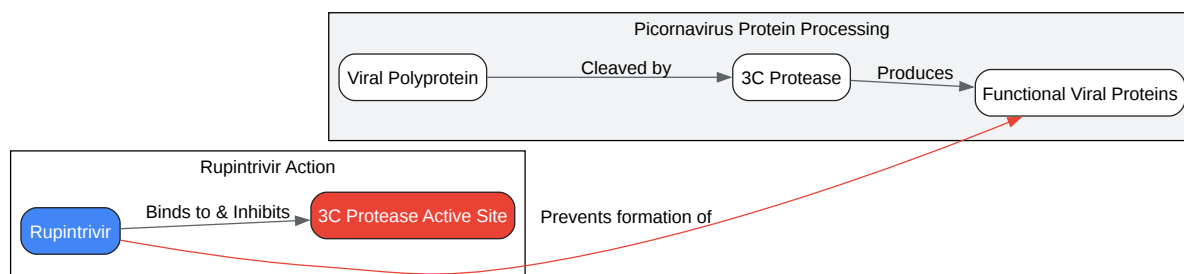 Picornavirus Protein Processing
Viral Polyprotein
Cleaved by
3C Protease
Produces
Functional Viral Proteins
Rupintrivir Action
Rupintrivir
Binds to & Inhibits
3C Protease Active Site
Prevents formation of